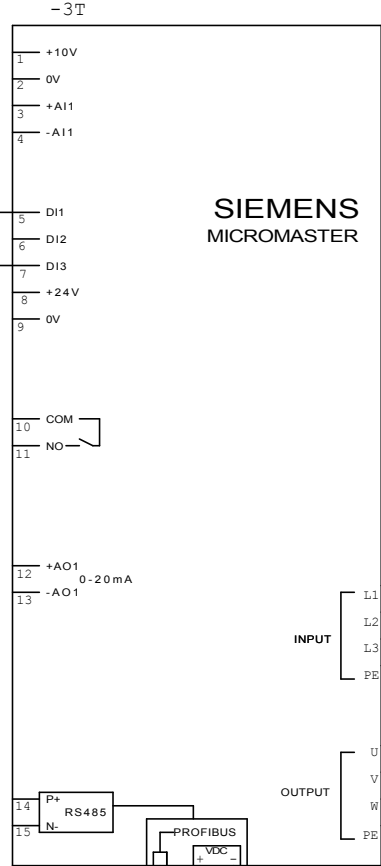 -3T
1 +10V
2 0V
3 +AI1
4 -AI1
5 DI1
SIEMENS
6 DI2
MICROMASTER
7 DI3
8 +24V
9 0V
10 COM
11 NO
12 +AO1
0-20mA
13 -AO1
L1
L2
INPUT
L3
PE
U
OUTPUT
V
14 P+
RS485
W
15 N-
PROFIBUS
PE
VDC
+ -